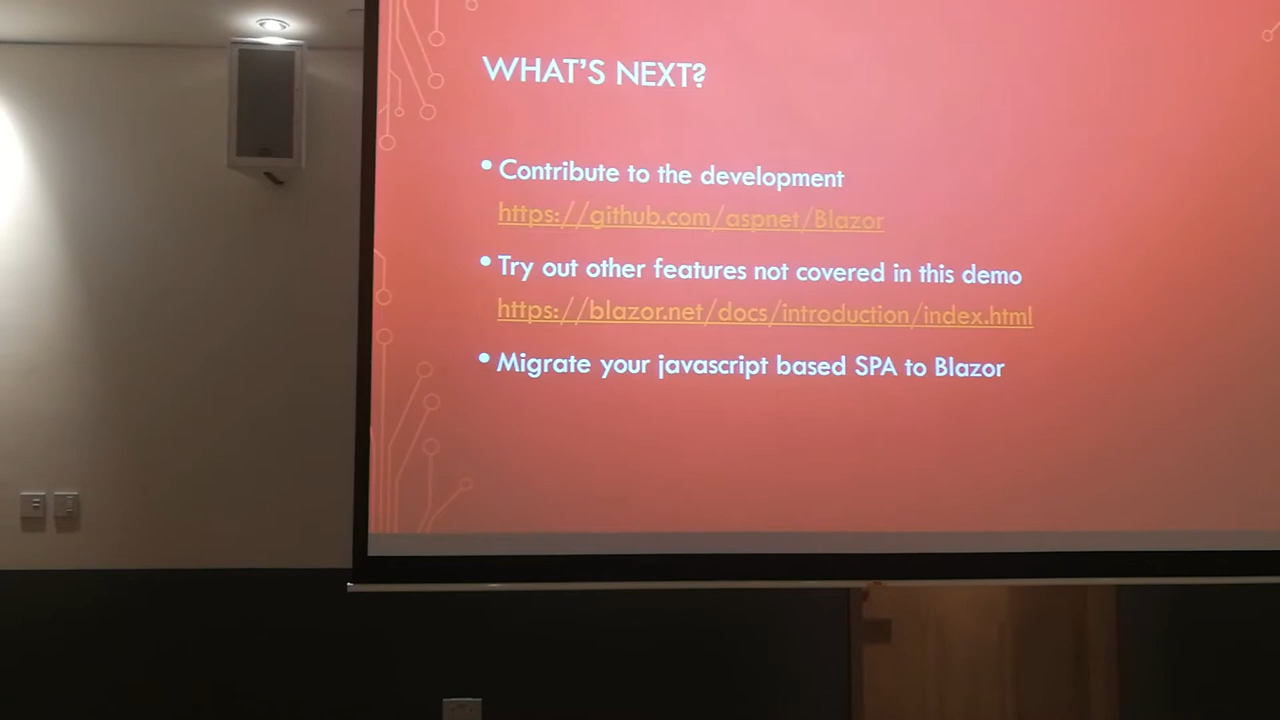 WHAT'S NEXT?
• Contribute to the development
https://github.com/aspnet/Blazor
• Try out other features not covered in this demo
https://blazor.net/docs/introduction/index.html
• Migrate your javascript based SPA to Blazor